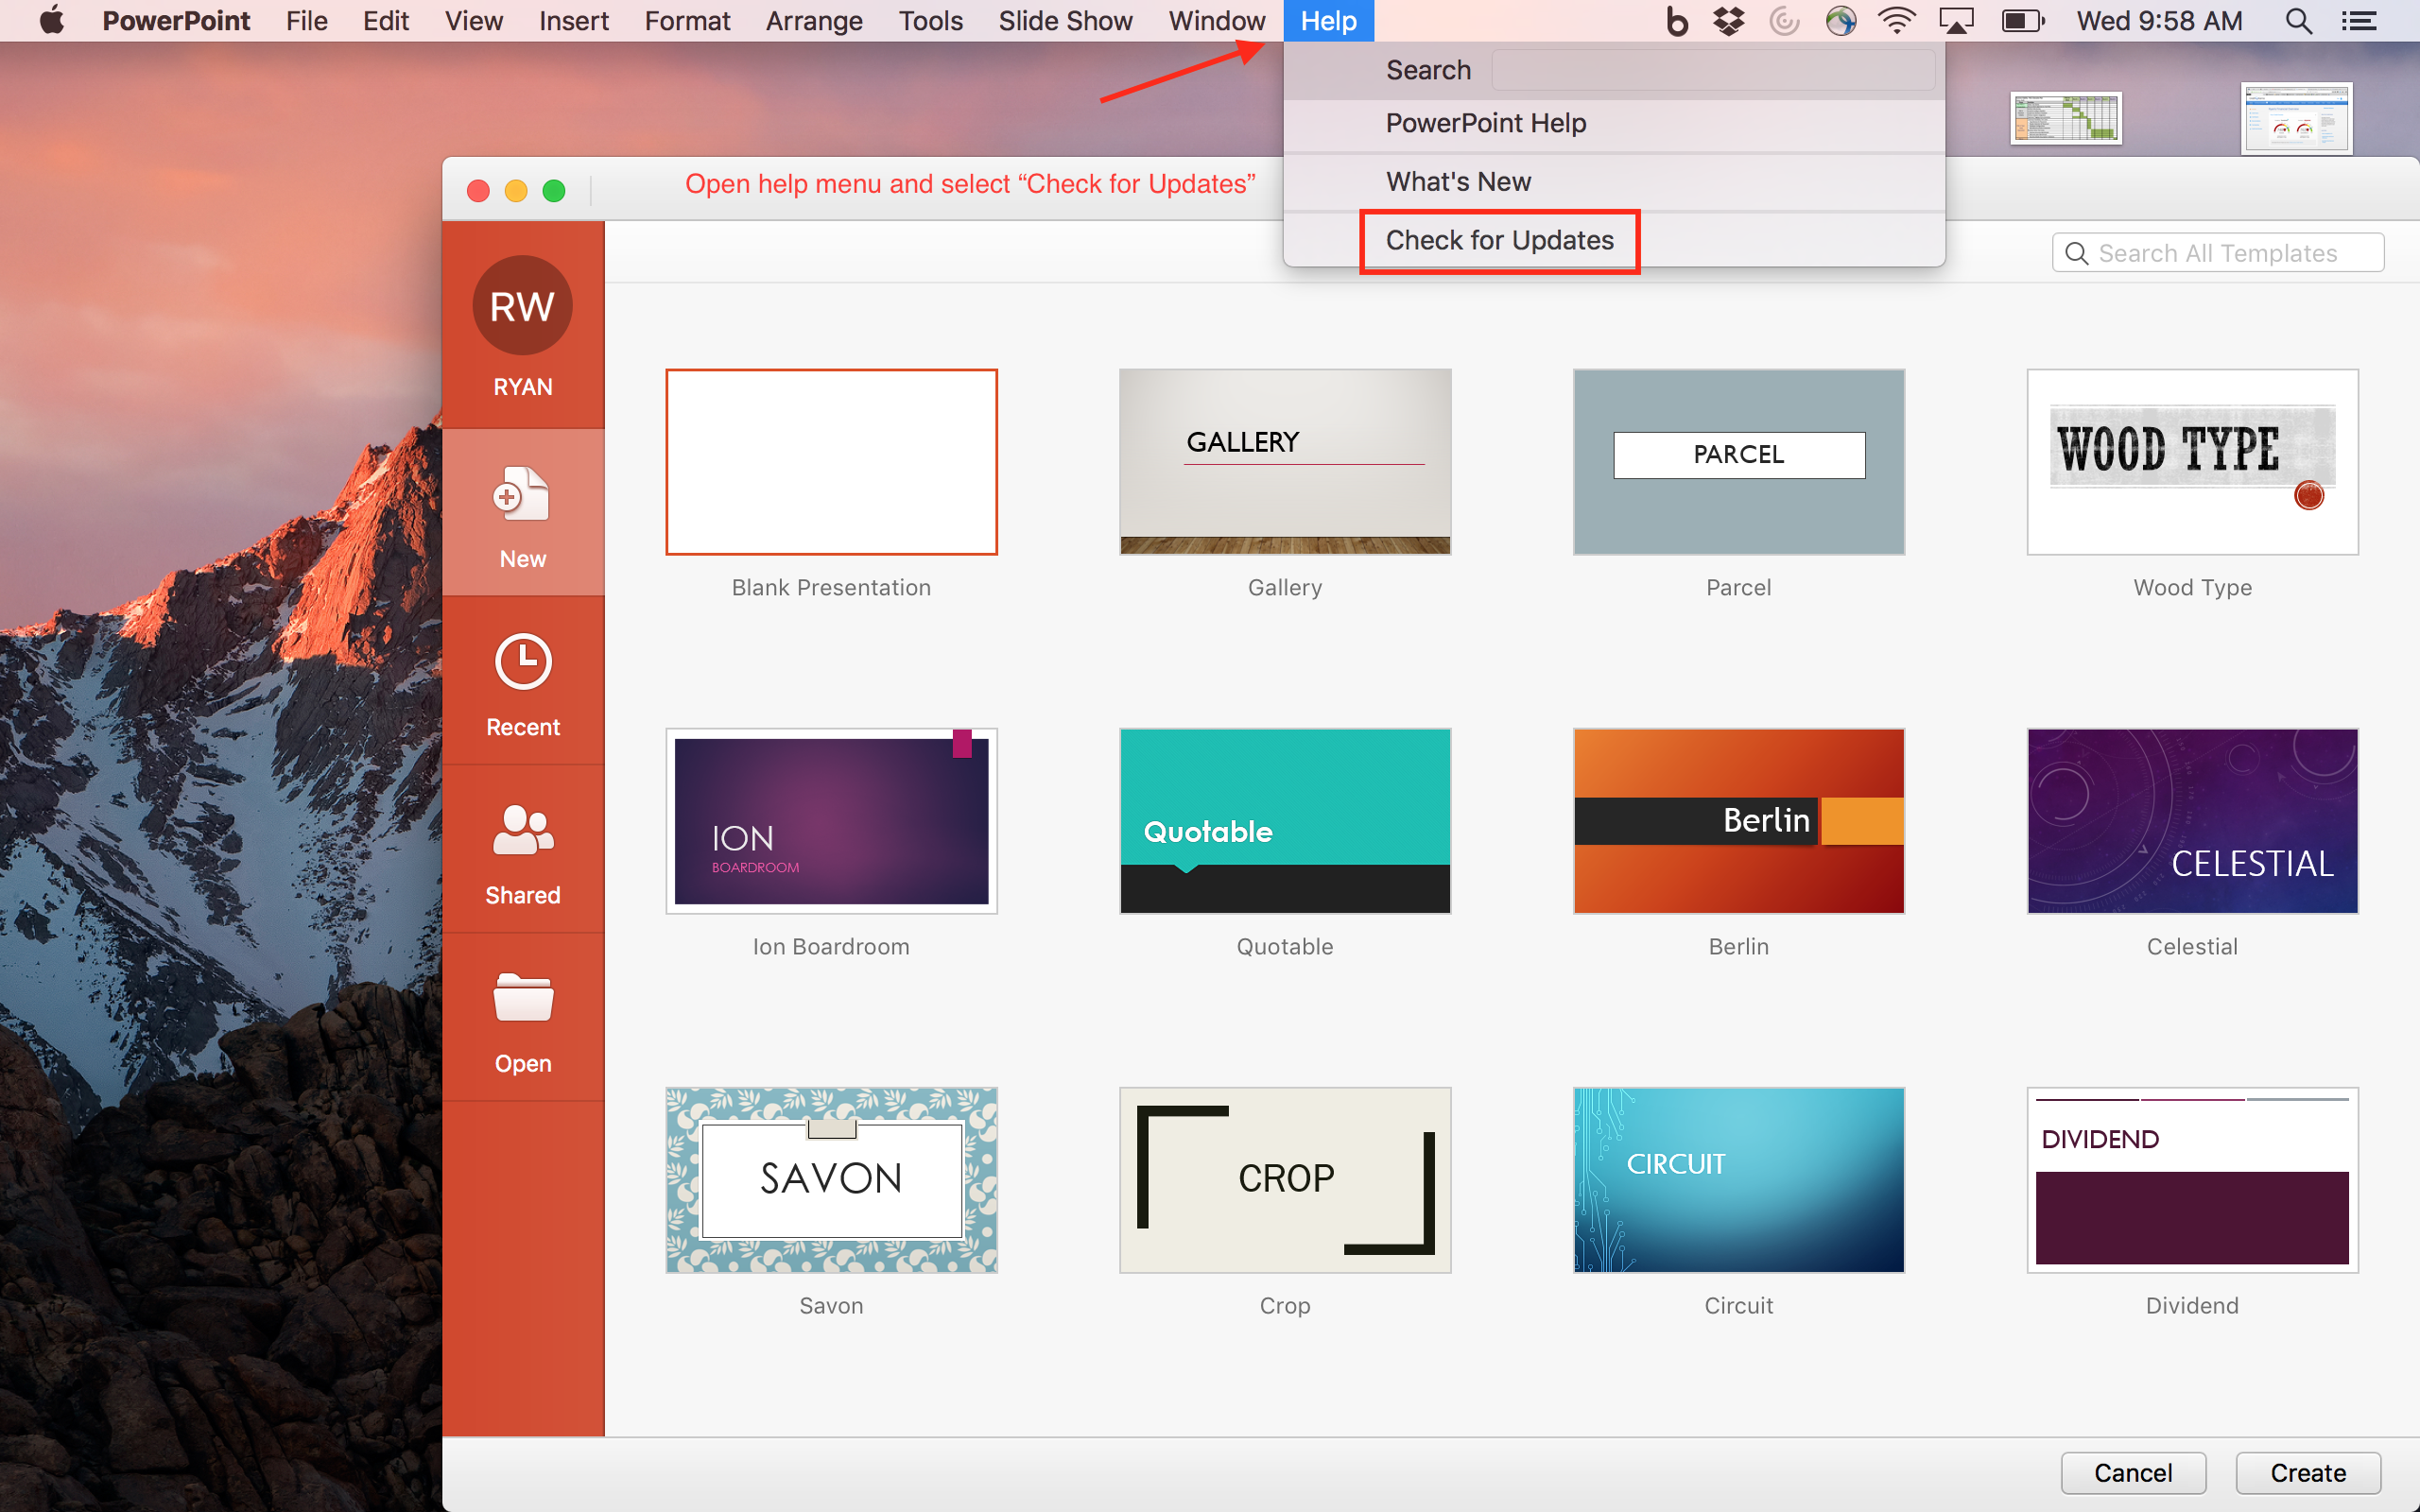 PowerPoint File Edit View Insert Format Arrange Tools Slide Show Window Help Wed 9:58 AM
Search
PowerPoint Help
What's New
Check for Updates
Open help menu and select “Check for Updates”
Search All Templates
RW
RYAN
New
Recent
Shared
Open
GALLERY
PARCEL
WOOD TYPE
Blank Presentation
Gallery
Parcel
Wood Type
ION
BOARDROOM
Quotable
Berlin
CELESTIAL
Ion Boardroom
Quotable
Berlin
Celestial
SAVON
CROP
CIRCUIT
DIVIDEND
Savon
Crop
Circuit
Dividend
Cancel
Create